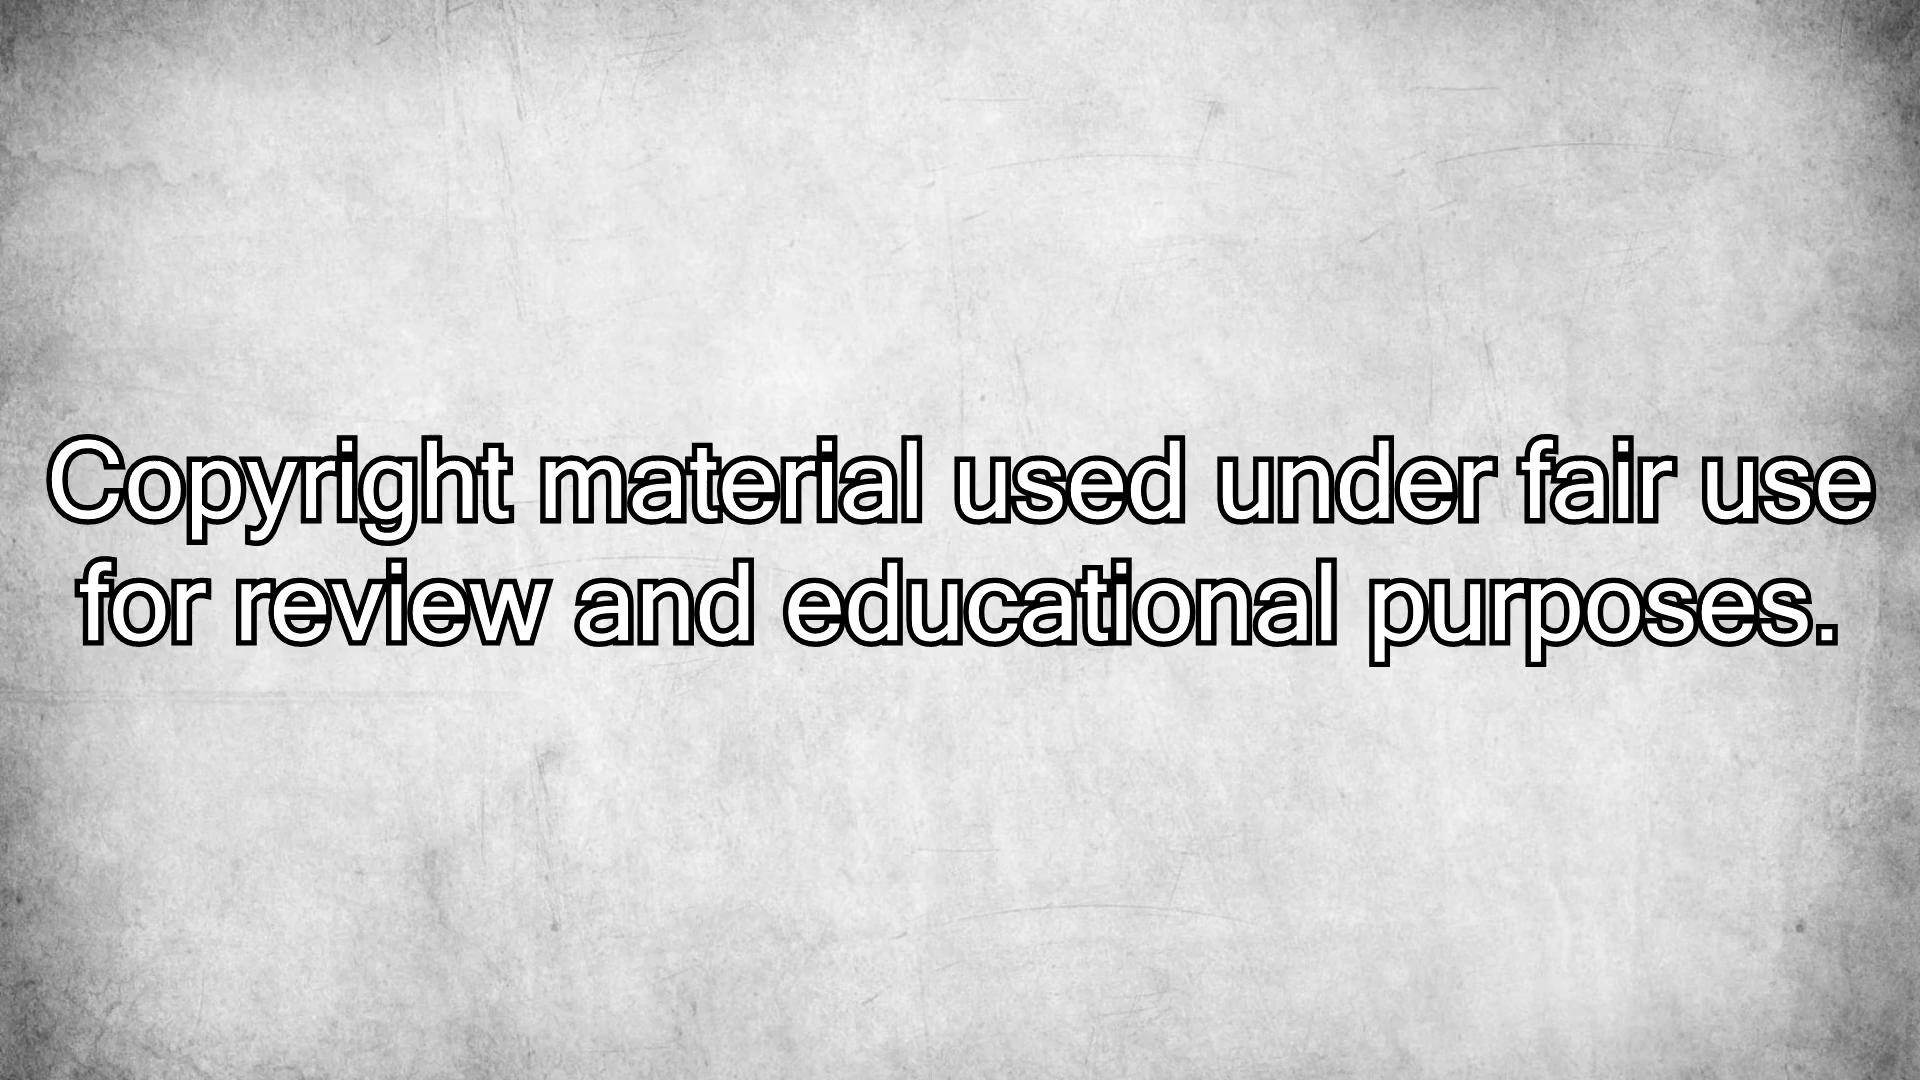 Copyright material used under fair use
for review and educational purposes.